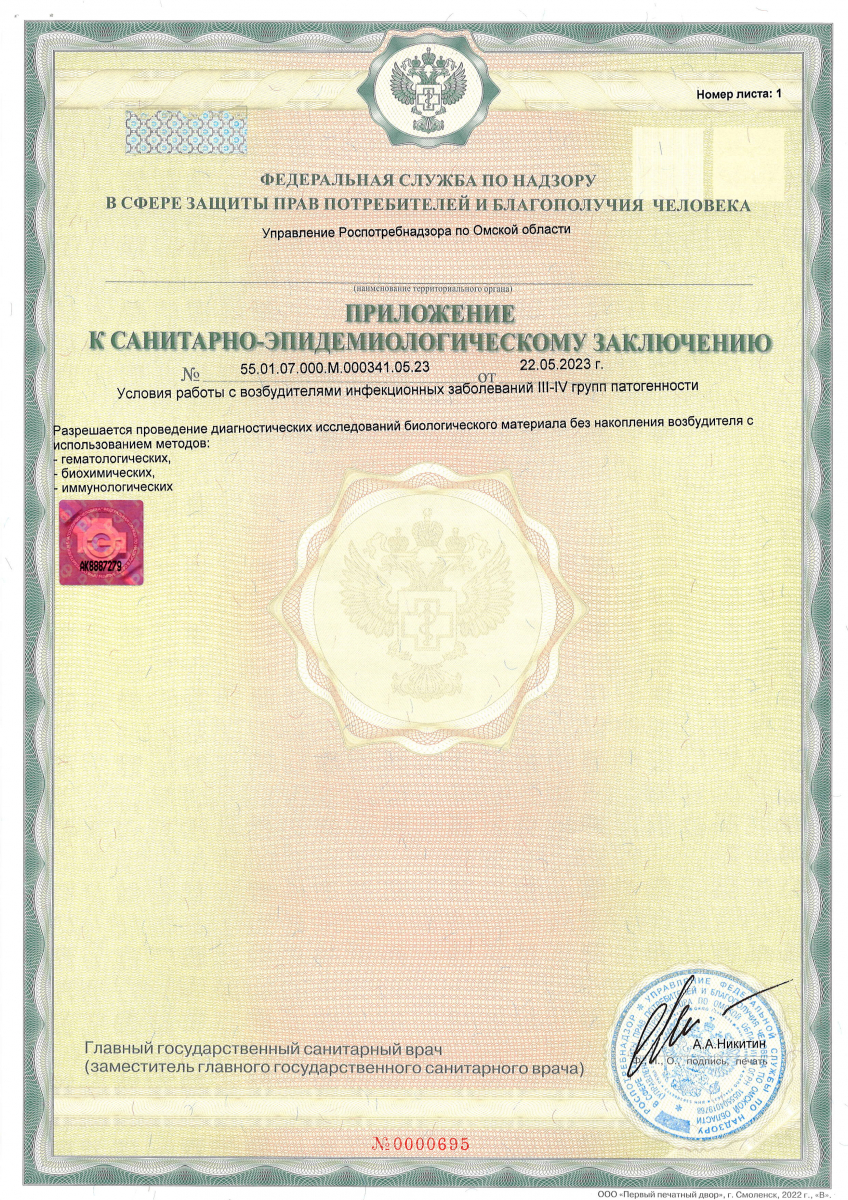 Номер листа: 1
ФЕДЕРАЛЬНАЯ СЛУЖБА ПО НАДЗОРУ
В СФЕРЕ ЗАЩИТЫ ПРАВ ПОТРЕБИТЕЛЕЙ И БЛАГОПОЛУЧИЯ ЧЕЛОВЕКА
Управление Роспотребнадзора по Омской области
(наименование территориального органа)
ПРИЛОЖЕНИЕ
К САНИТАРНО-ЭПИДЕМИОЛОГИЧЕСКОМУ ЗАКЛЮЧЕНИЮ
№ 55.01.07.000.М.000341.05.23 от 22.05.2023 г.
Условия работы с возбудителями инфекционных заболеваний III-IV групп патогенности
Разрешается проведение диагностических исследований биологического материала без накопления возбудителя с
использованием методов:
- гематологических,
- биохимических,
- иммунологических
АК8887279
Главный государственный санитарный врач
(заместитель главного государственного санитарного врача)
А.А.Никитин
Ф., И., О., подпись, печать
№0000695
ООО «Первый печатный двор», г. Смоленск, 2022 г., «В».